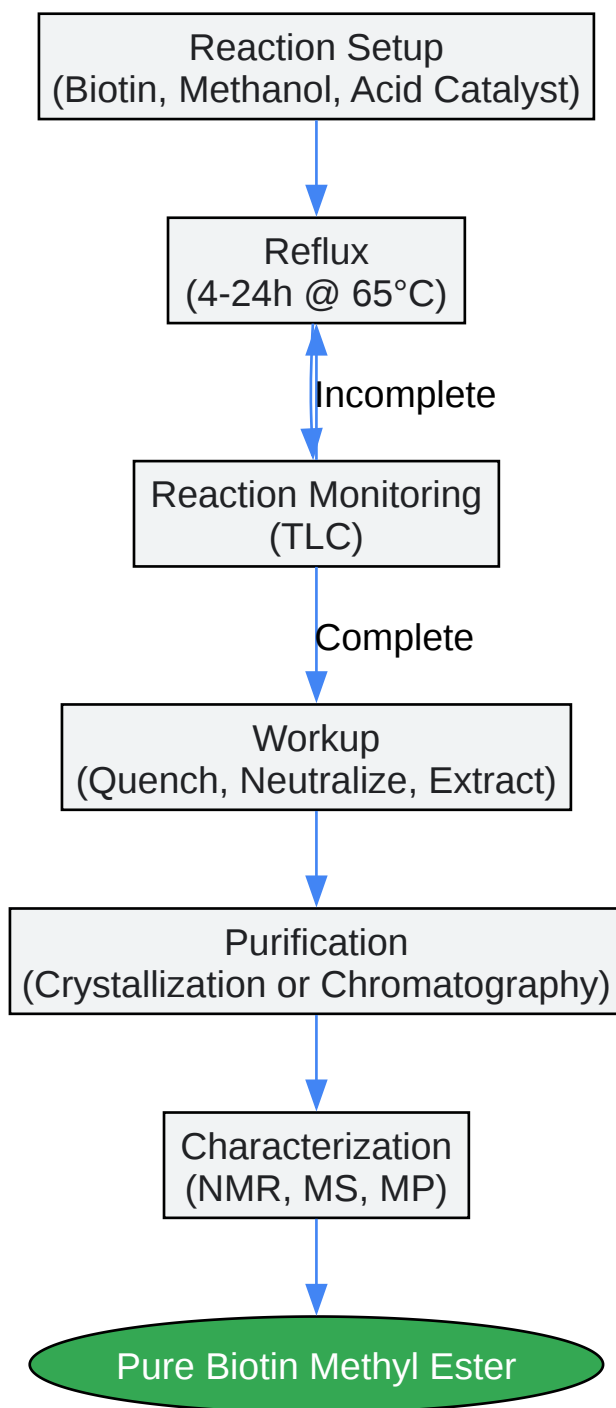 Reaction Setup
(Biotin, Methanol, Acid Catalyst)
Reflux
(4-24h @ 65°C)
Incomplete
Reaction Monitoring
(TLC)
Complete
Workup
(Quench, Neutralize, Extract)
Purification
(Crystallization or Chromatography)
Characterization
(NMR, MS, MP)
Pure Biotin Methyl Ester